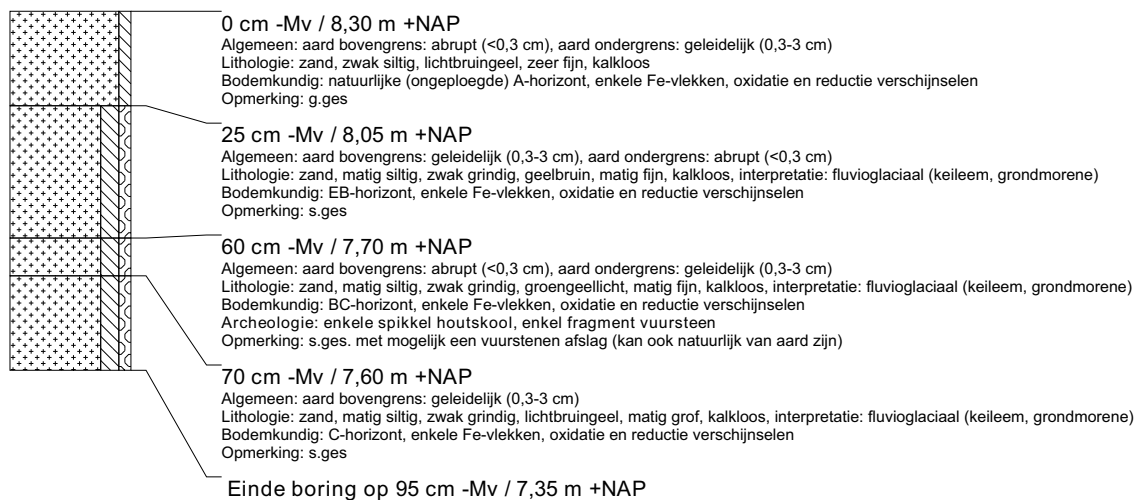 0 cm -Mv / 8,30 m +NAP
Algemeen: aard bovengrens: abrupt (<0,3 cm), aard ondergrens: geleidelijk (0,3-3 cm)
Lithologie: zand, zwak siltig, lichtbruingeel, zeer fijn, kalkloos
Bodemkundig: natuurlijke (ongeploegde) A-horizont, enkele Fe-vlekken, oxidatie en reductie verschijnselen
Opmerking: g.ges
25 cm -Mv / 8,05 m +NAP
Algemeen: aard bovengrens: geleidelijk (0,3-3 cm), aard ondergrens: abrupt (<0,3 cm)
Lithologie: zand, matig siltig, zwak grindig, geelbruin, matig fijn, kalkloos, interpretatie: fluvioglaciaal (keileem, grondmorene)
Bodemkundig: EB-horizont, enkele Fe-vlekken, oxidatie en reductie verschijnselen
Opmerking: s.ges
60 cm -Mv / 7,70 m +NAP
Algemeen: aard bovengrens: abrupt (<0,3 cm), aard ondergrens: geleidelijk (0,3-3 cm)
Lithologie: zand, matig siltig, zwak grindig, groengeellicht, matig fijn, kalkloos, interpretatie: fluvioglaciaal (keileem, grondmorene)
Bodemkundig: BC-horizont, enkele Fe-vlekken, oxidatie en reductie verschijnselen
Archeologie: enkele spikkel houtskool, enkel fragment vuursteen
Opmerking: s.ges. met mogelijk een vuurstenen afslag (kan ook natuurlijk van aard zijn)
70 cm -Mv / 7,60 m +NAP
Algemeen: aard bovengrens: geleidelijk (0,3-3 cm)
Lithologie: zand, matig siltig, zwak grindig, lichtbruingeel, matig grof, kalkloos, interpretatie: fluvioglaciaal (keileem, grondmorene)
Bodemkundig: C-horizont, enkele Fe-vlekken, oxidatie en reductie verschijnselen
Opmerking: s.ges
Einde boring op 95 cm -Mv / 7,35 m +NAP